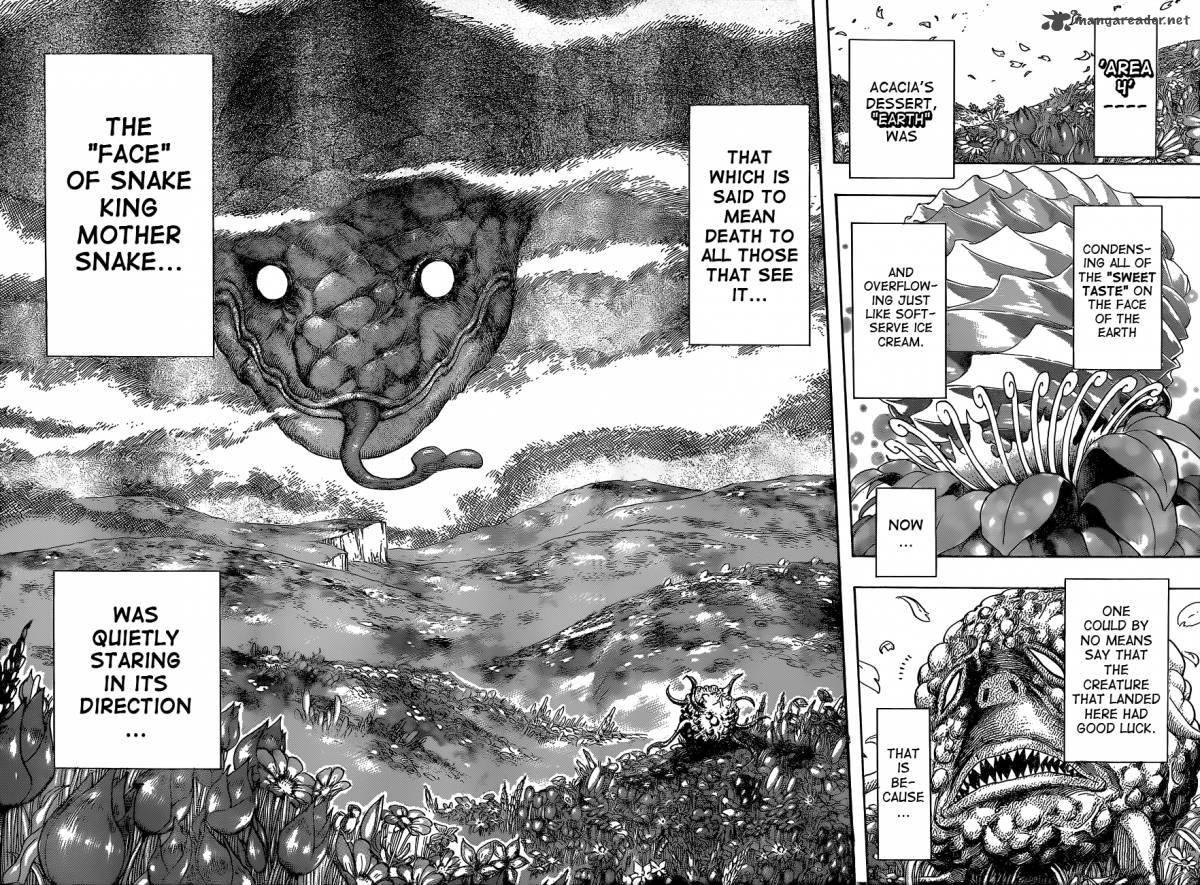 mangareader.net
'AREA
4'
----
ACACIA'S
DESSERT,
"EARTH"
WAS
CONDENS-
ING ALL OF
THE "SWEET
TASTE" ON
THE FACE
OF THE
EARTH
AND
OVERFLOW-
ING JUST
LIKE SOFT-
SERVE ICE
CREAM.
NOW
...
ONE
COULD BY
NO MEANS
SAY THAT
THE
CREATURE
THAT LANDED
HERE HAD
GOOD LUCK.
THAT
IS
BE-
CAUSE
...
THAT
WHICH IS
SAID TO
MEAN
DEATH TO
ALL THOSE
THAT SEE
IT...
THE
"FACE"
OF SNAKE
KING
MOTHER
SNAKE...
WAS
QUIETLY
STARING
IN ITS
DIRECTION
...